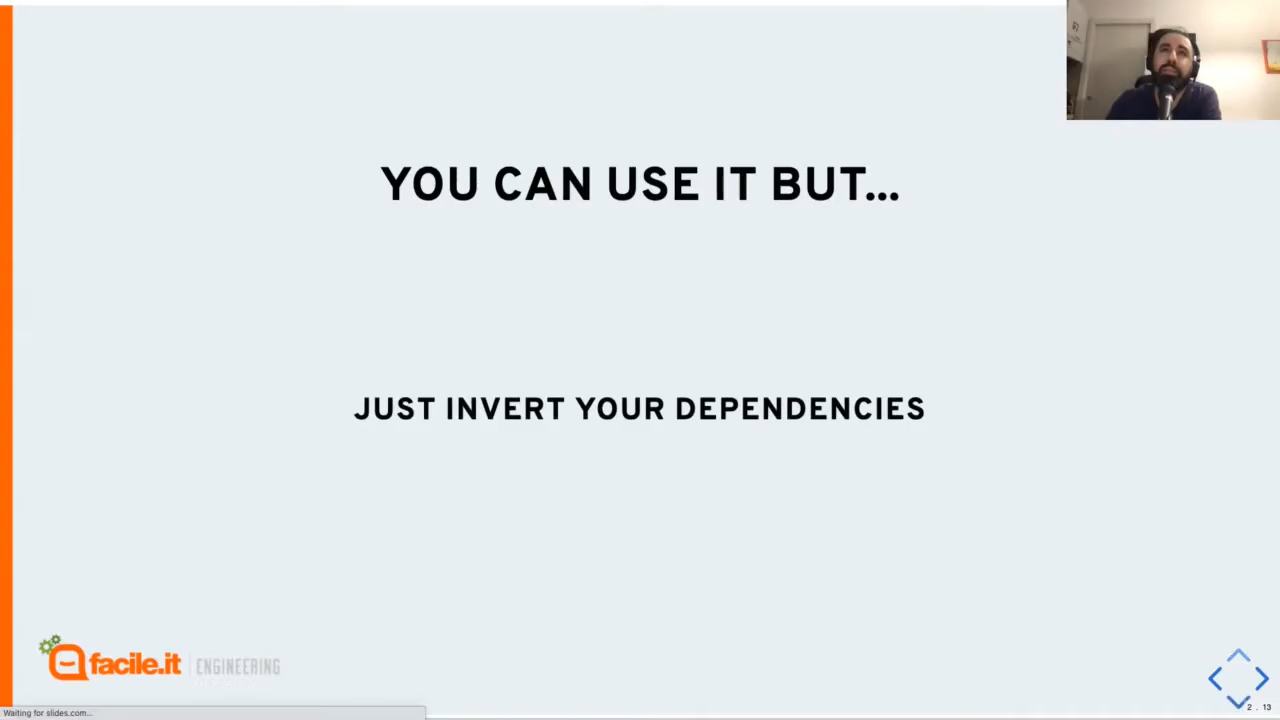 YOU CAN USE IT BUT...
JUST INVERT YOUR DEPENDENCIES
facile.it ENGINEERING
Waiting for slides.com...
2 . 13